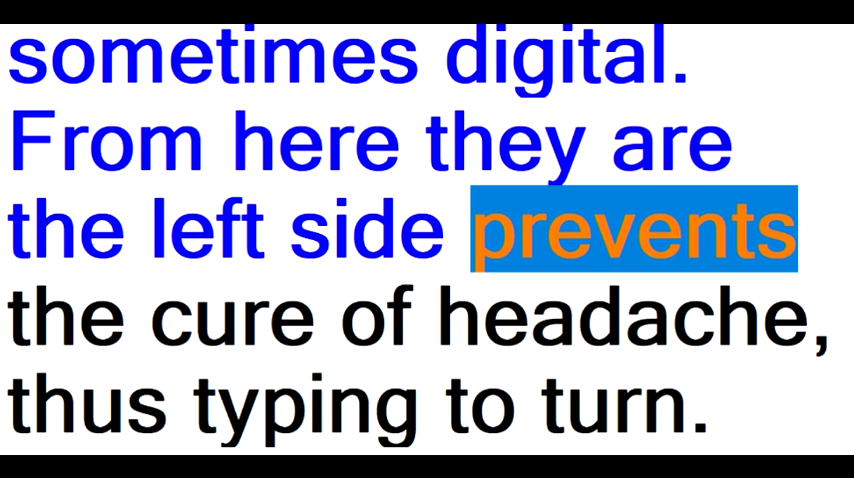 sometimes digital.
From here they are
the left side prevents
the cure of headache,
thus typing to turn.